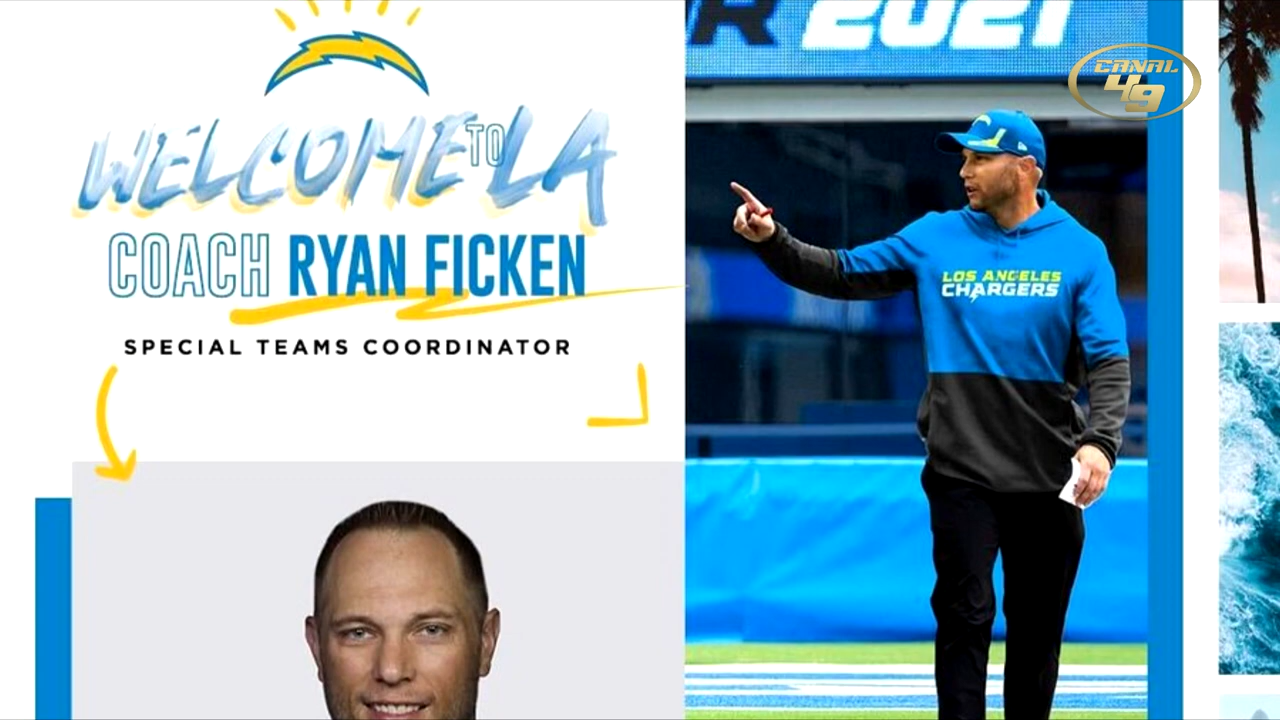 WELCOME TO LA
COACH RYAN FICKEN
SPECIAL TEAMS COORDINATOR
R 2021
CANAL
49
LOS ANGELES
CHARGERS